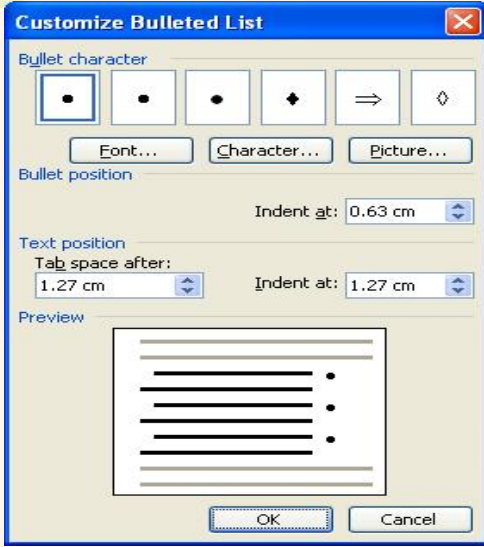 Customize Bulleted List
Bullet character
Font... Character... Picture...
Bullet position
Indent at: 0.63 cm
Text position
Tab space after:
1.27 cm Indent at: 1.27 cm
Preview
OK Cancel